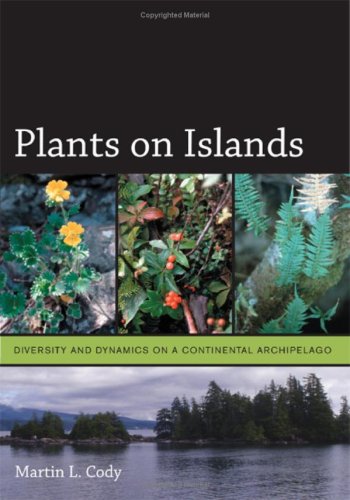 Copyrighted Material
Plants on Islands
DIVERSITY AND DYNAMICS ON A CONTINENTAL ARCHIPELAGO
Martin L. Cody